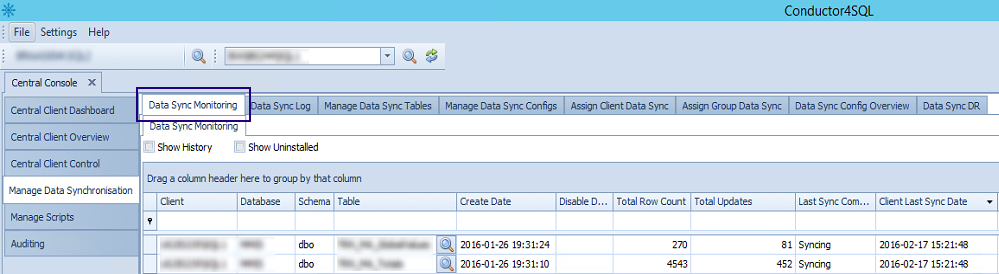 Conductor4SQL
File Settings Help
Central Console
Central Client Dashboard
Central Client Overview
Central Client Control
Manage Data Synchronisation
Manage Scripts
Auditing
Data Sync Monitoring Data Sync Log Manage Data Sync Tables Manage Data Sync Configs Assign Client Data Sync Assign Group Data Sync Data Sync Config Overview Data Sync DR
Data Sync Monitoring
Show History Show Uninstalled
Drag a column header here to group by that column
Client Database Schema Table Create Date Disable D... Total Row Count Total Updates Last Sync Com... Client Last Sync Date
dbo 2016-01-26 19:31:24 270 81 Syncing 2016-02-17 15:21:48
dbo 2016-01-26 19:31:10 4543 452 Syncing 2016-02-17 15:21:48